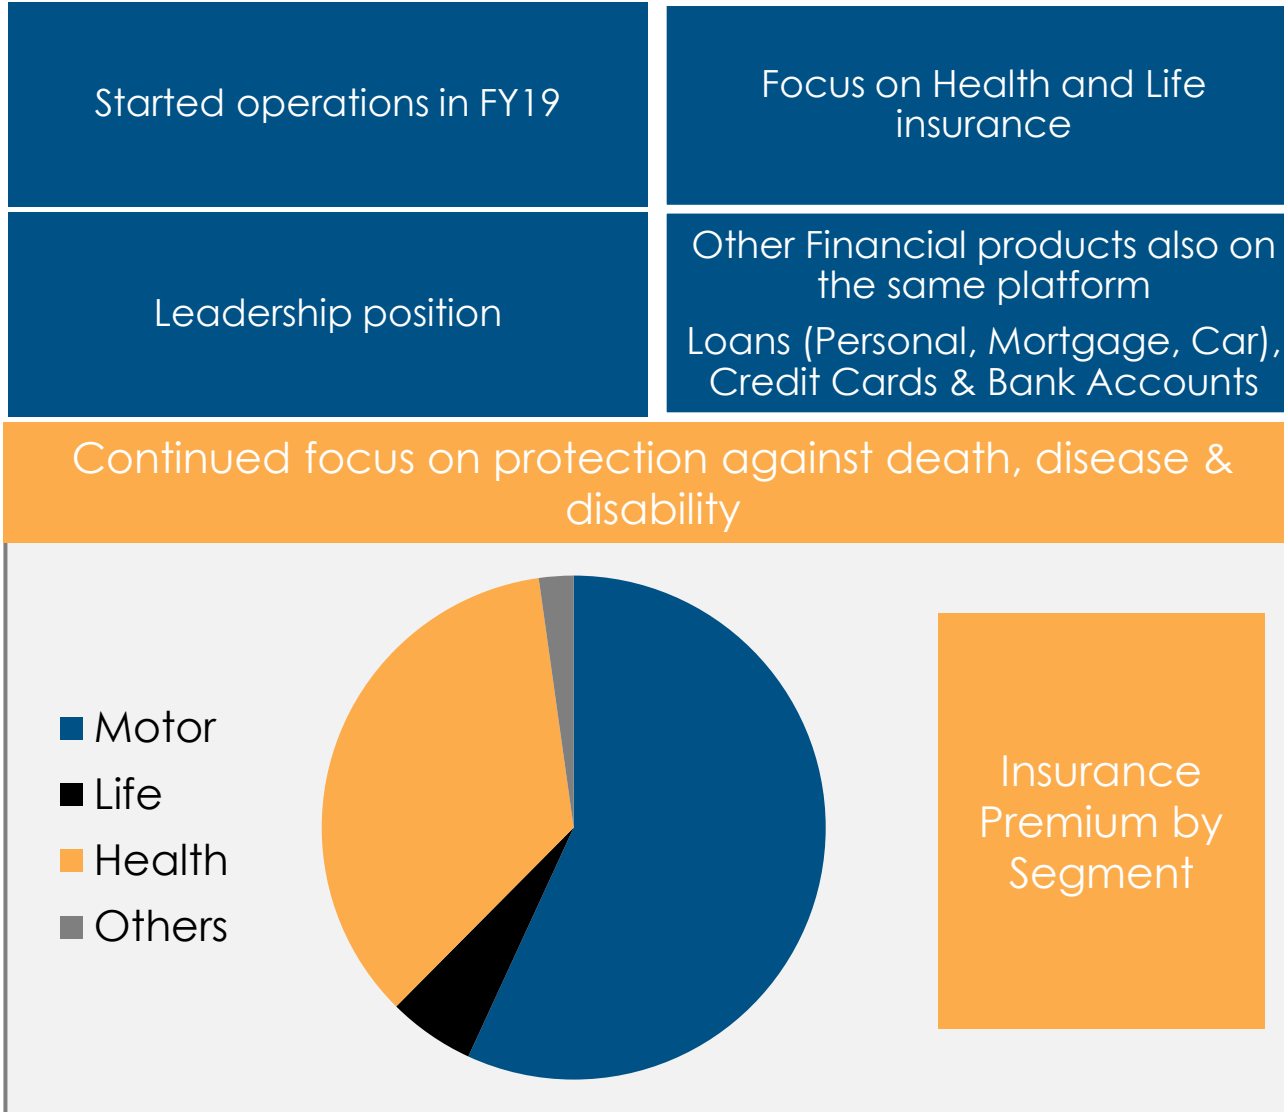 Started operations in FY19
Focus on Health and Life
insurance
Leadership position
Other Financial products also on
the same platform
Loans (Personal, Mortgage, Car),
Credit Cards & Bank Accounts
Continued focus on protection against death, disease &
disability
Motor
Life
Health
Others
Insurance
Premium by
Segment